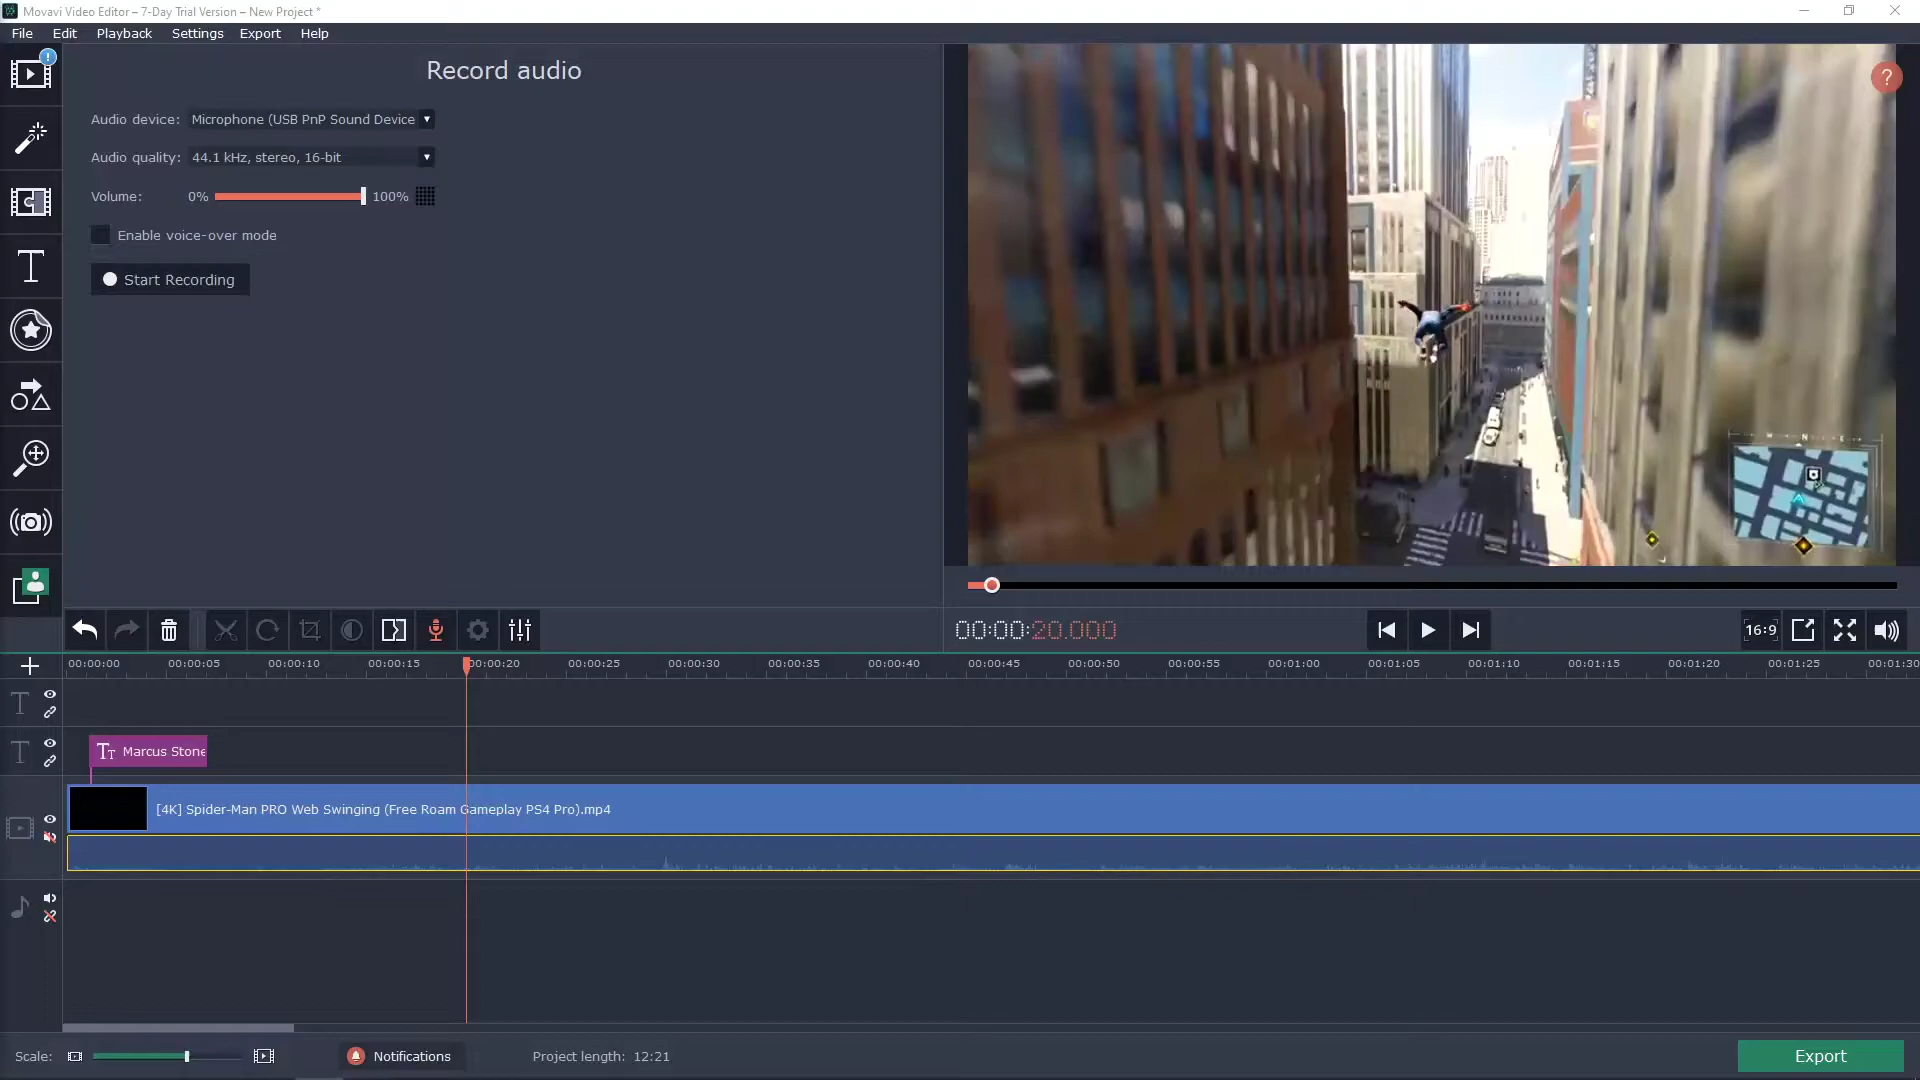 Movavi Video Editor – 7-Day Trial Version – New Project *
File Edit Playback Settings Export Help
Record audio
?
Audio device: Microphone (USB PnP Sound Device
Audio quality: 44.1 kHz, stereo, 16-bit
Volume: 0% 100%
Enable voice-over mode
Start Recording
00:00:20.000
16:9
00:00:00 00:00:05 00:00:10 00:00:15 00:00:20 00:00:25 00:00:30 00:00:35 00:00:40 00:00:45 00:00:50 00:00:55 00:01:00 00:01:05 00:01:10 00:01:15 00:01:20 00:01:25 00:01:30
Marcus Stone
[4K] Spider-Man PRO Web Swinging (Free Roam Gameplay PS4 Pro).mp4
Scale:
Notifications
Project length: 12:21
Export